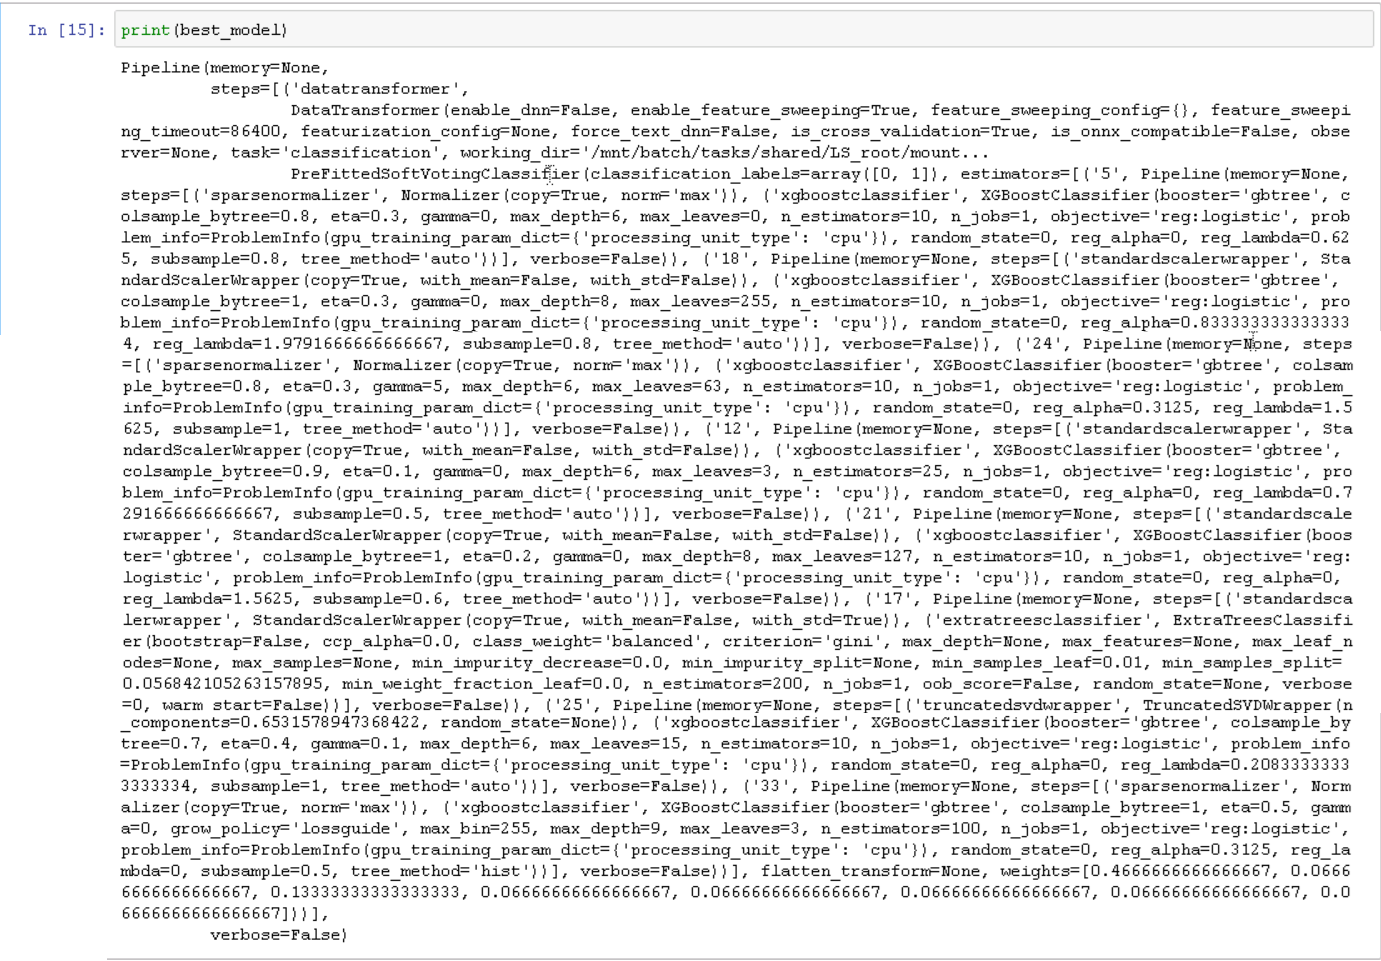 In [15]: print(best_model)
Pipeline(memory=None,
steps=[('datatransformer',
DataTransformer(enable_dnn=False, enable_feature_sweeping=True, feature_sweeping_config={}, feature_sweepi
ng_timeout=86400, featurization_config=None, force_text_dnn=False, is_cross_validation=True, is_onnx_compatible=False, obse
rver=None, task='classification', working_dir='/mnt/batch/tasks/shared/LS_root/mount...
PreFittedSoftVotingClassifier(classification_labels=array([0, 1]), estimators=[('5', Pipeline(memory=None,
steps=[('sparsenormalizer', Normalizer(copy=True, norm='max')), ('xgboostclassifier', XGBoostClassifier(booster='gbtree', c
olsample_bytree=0.8, eta=0.3, gamma=0, max_depth=6, max_leaves=0, n_estimators=10, n_jobs=1, objective='reg:logistic', prob
lem_info=ProblemInfo(gpu_training_param_dict={'processing_unit_type': 'cpu'}), random_state=0, reg_alpha=0, reg_lambda=0.62
5, subsample=0.8, tree_method='auto'))], verbose=False)), ('18', Pipeline(memory=None, steps=[('standardscalerwrapper', Sta
ndardScalerWrapper(copy=True, with_mean=False, with_std=False)), ('xgboostclassifier', XGBoostClassifier(booster='gbtree',
colsample_bytree=1, eta=0.3, gamma=0, max_depth=8, max_leaves=255, n_estimators=10, n_jobs=1, objective='reg:logistic', pro
blem_info=ProblemInfo(gpu_training_param_dict={'processing_unit_type': 'cpu'}), random_state=0, reg_alpha=0.833333333333333
4, reg_lambda=1.9791666666666667, subsample=0.8, tree_method='auto'))], verbose=False)), ('24', Pipeline(memory=None, steps
=[('sparsenormalizer', Normalizer(copy=True, norm='max')), ('xgboostclassifier', XGBoostClassifier(booster='gbtree', colsam
ple_bytree=0.8, eta=0.3, gamma=5, max_depth=6, max_leaves=63, n_estimators=10, n_jobs=1, objective='reg:logistic', problem_
info=ProblemInfo(gpu_training_param_dict={'processing_unit_type': 'cpu'}), random_state=0, reg_alpha=0.3125, reg_lambda=1.5
625, subsample=1, tree_method='auto'))], verbose=False)), ('12', Pipeline(memory=None, steps=[('standardscalerwrapper', Sta
ndardScalerWrapper(copy=True, with_mean=False, with_std=False)), ('xgboostclassifier', XGBoostClassifier(booster='gbtree',
colsample_bytree=0.9, eta=0.1, gamma=0, max_depth=6, max_leaves=3, n_estimators=25, n_jobs=1, objective='reg:logistic', pro
blem_info=ProblemInfo(gpu_training_param_dict={'processing_unit_type': 'cpu'}), random_state=0, reg_alpha=0, reg_lambda=0.7
291666666666667, subsample=0.5, tree_method='auto'))], verbose=False)), ('21', Pipeline(memory=None, steps=[('standardscale
rwrapper', StandardScalerWrapper(copy=True, with_mean=False, with_std=False)), ('xgboostclassifier', XGBoostClassifier(boos
ter='gbtree', colsample_bytree=1, eta=0.2, gamma=0, max_depth=8, max_leaves=127, n_estimators=10, n_jobs=1, objective='reg:
logistic', problem_info=ProblemInfo(gpu_training_param_dict={'processing_unit_type': 'cpu'}), random_state=0, reg_alpha=0,
reg_lambda=1.5625, subsample=0.6, tree_method='auto'))], verbose=False)), ('17', Pipeline(memory=None, steps=[('standardsca
lerwrapper', StandardScalerWrapper(copy=True, with_mean=False, with_std=True)), ('extratreesclassifier', ExtraTreesClassifi
er(bootstrap=False, ccp_alpha=0.0, class_weight='balanced', criterion='gini', max_depth=None, max_features=None, max_leaf_n
odes=None, max_samples=None, min_impurity_decrease=0.0, min_impurity_split=None, min_samples_leaf=0.01, min_samples_split=
0.056842105263157895, min_weight_fraction_leaf=0.0, n_estimators=200, n_jobs=1, oob_score=False, random_state=None, verbose
=0, warm start=False))], verbose=False)), ('25', Pipeline(memory=None, steps=[('truncatedsvdwrapper', TruncatedSVDWrapper(n
_components=0.6531578947368422, random_state=None)), ('xgboostclassifier', XGBoostClassifier(booster='gbtree', colsample_by
tree=0.7, eta=0.4, gamma=0.1, max_depth=6, max_leaves=15, n_estimators=10, n_jobs=1, objective='reg:logistic', problem_info
=ProblemInfo(gpu_training_param_dict={'processing_unit_type': 'cpu'}), random_state=0, reg_alpha=0, reg_lambda=0.2083333333
3333334, subsample=1, tree_method='auto'))], verbose=False)), ('33', Pipeline(memory=None, steps=[('sparsenormalizer', Norm
alizer(copy=True, norm='max')), ('xgboostclassifier', XGBoostClassifier(booster='gbtree', colsample_bytree=1, eta=0.5, gamm
a=0, grow_policy='lossguide', max_bin=255, max_depth=9, max_leaves=3, n_estimators=100, n_jobs=1, objective='reg:logistic',
problem_info=ProblemInfo(gpu_training_param_dict={'processing_unit_type': 'cpu'}), random_state=0, reg_alpha=0.3125, reg_la
mbda=0, subsample=0.5, tree_method='hist'))], verbose=False))], flatten_transform=None, weights=[0.4666666666666667, 0.0666
6666666666667, 0.13333333333333333, 0.06666666666666667, 0.06666666666666667, 0.06666666666666667, 0.06666666666666667, 0.0
6666666666666667]))],
verbose=False)